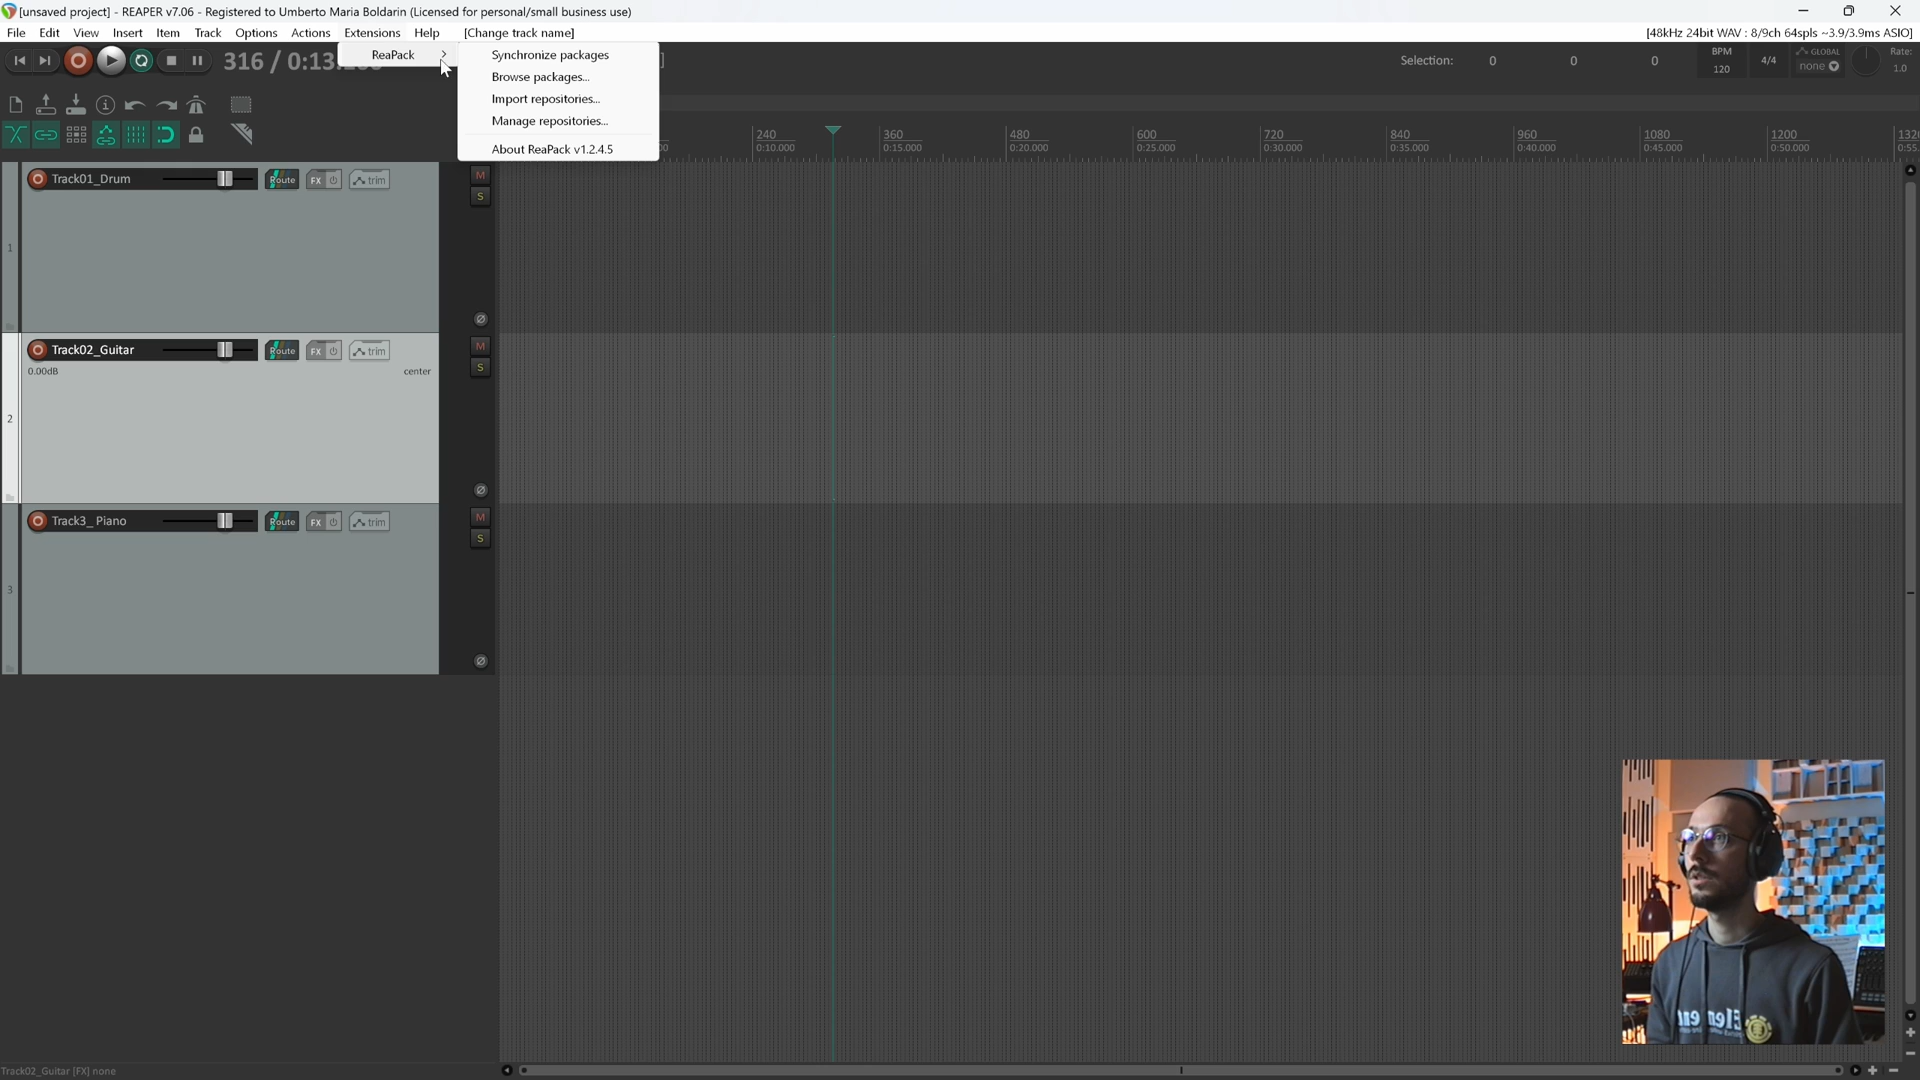 [unsaved project] - REAPER v7.06 - Registered to Umberto Maria Boldarin (Licensed for personal/small business use)
File Edit View Insert Item Track Options Actions Extensions Help [Change track name] [48kHz 24bit WAV : 8/9ch 64spls ~3.9/3.9ms ASIO]
ReaPack
Synchronize packages
Browse packages...
Import repositories...
Manage repositories...
About ReaPack v1.2.4.5
316 / 0:13.
Selection: 0 0 0
BPM
120
4/4
GLOBAL
none
Rate:
1.0
240 360 480 600 720 840 960 1080 1200 132
0:10.000 0:15.000 0:20.000 0:25.000 0:30.000 0:35.000 0:40.000 0:45.000 0:50.000 0:55.
1
Track01_Drum Route FX trim M
S
2
Track02_Guitar Route FX trim M
S
0.00dB center
3
Track3_ Piano Route FX trim M
S
Element
Track02_Guitar [FX] none